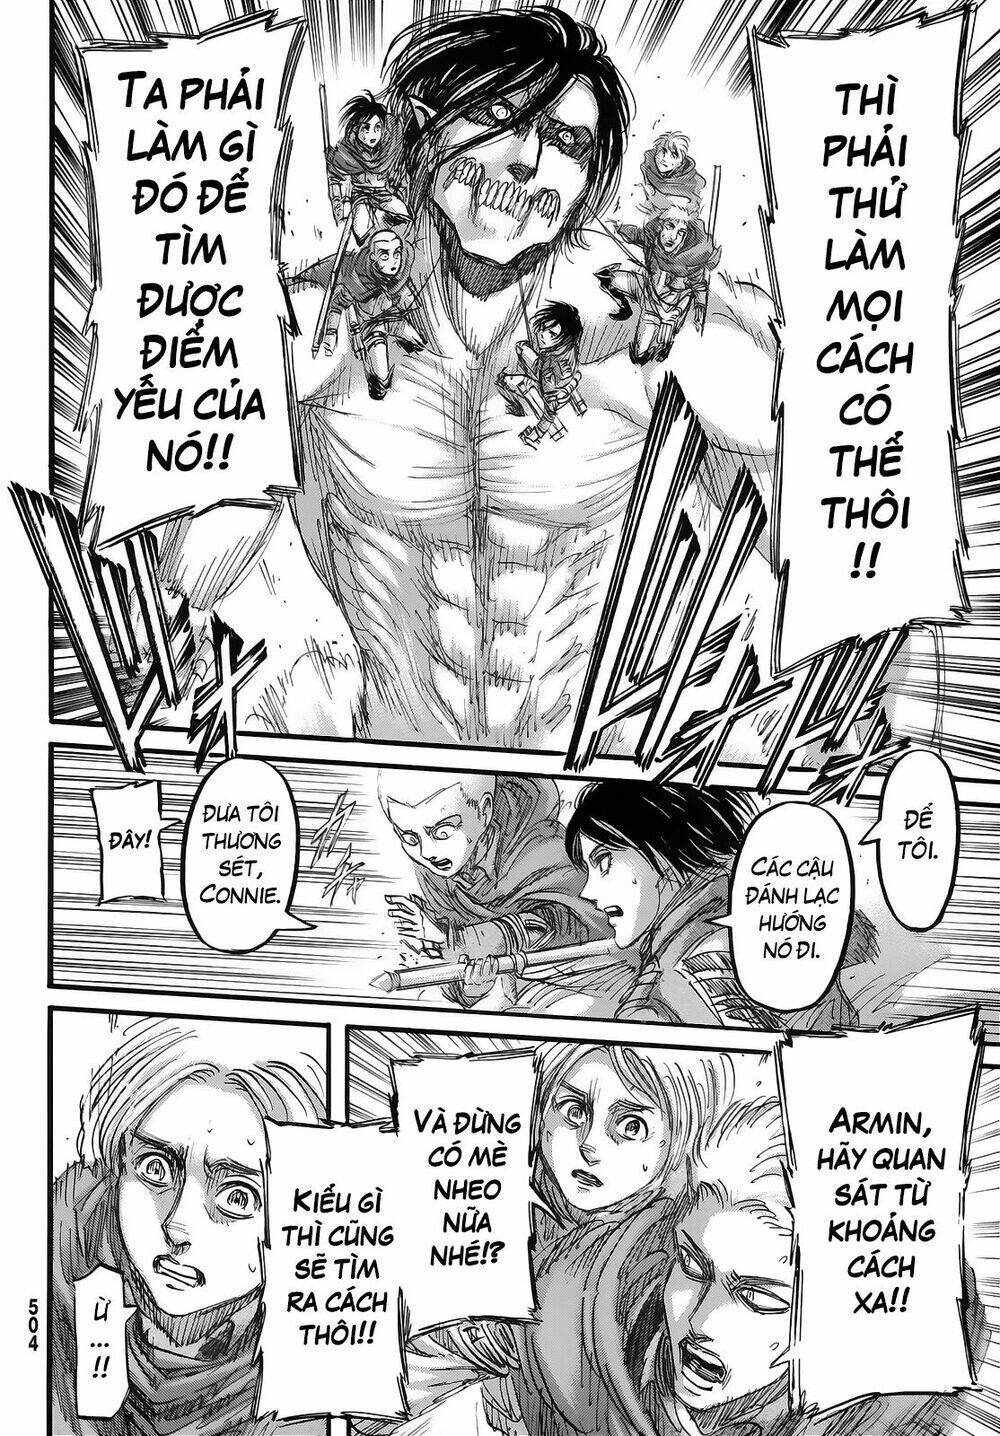 THÌ
PHẢI
THỬ
LÀM
MỌI
CÁCH
CÓ
THỂ
THÔI
!!
TA PHẢI
LÀM GÌ
ĐÓ ĐỂ
TÌM
ĐƯỢC
ĐIỂM
YẾU CỦA
NÓ!!
ĐỂ
TÔI.
CÁC CẬU
ĐÁNH LẠC
HƯỚNG
NÓ ĐI.
ĐƯA TÔI
THƯƠNG
SÉT,
CONNIE.
ĐÂY!
ARMIN,
HÃY QUAN
SÁT TỪ
KHOẢNG
CÁCH
XA!!
VÀ ĐỪNG
CÓ MÈ
NHEO
NỮA
NHÉ!?
KIỂU GÌ
THÌ CŨNG
SẼ TÌM
RA CÁCH
THÔI!!
Ừ
...
!!
504